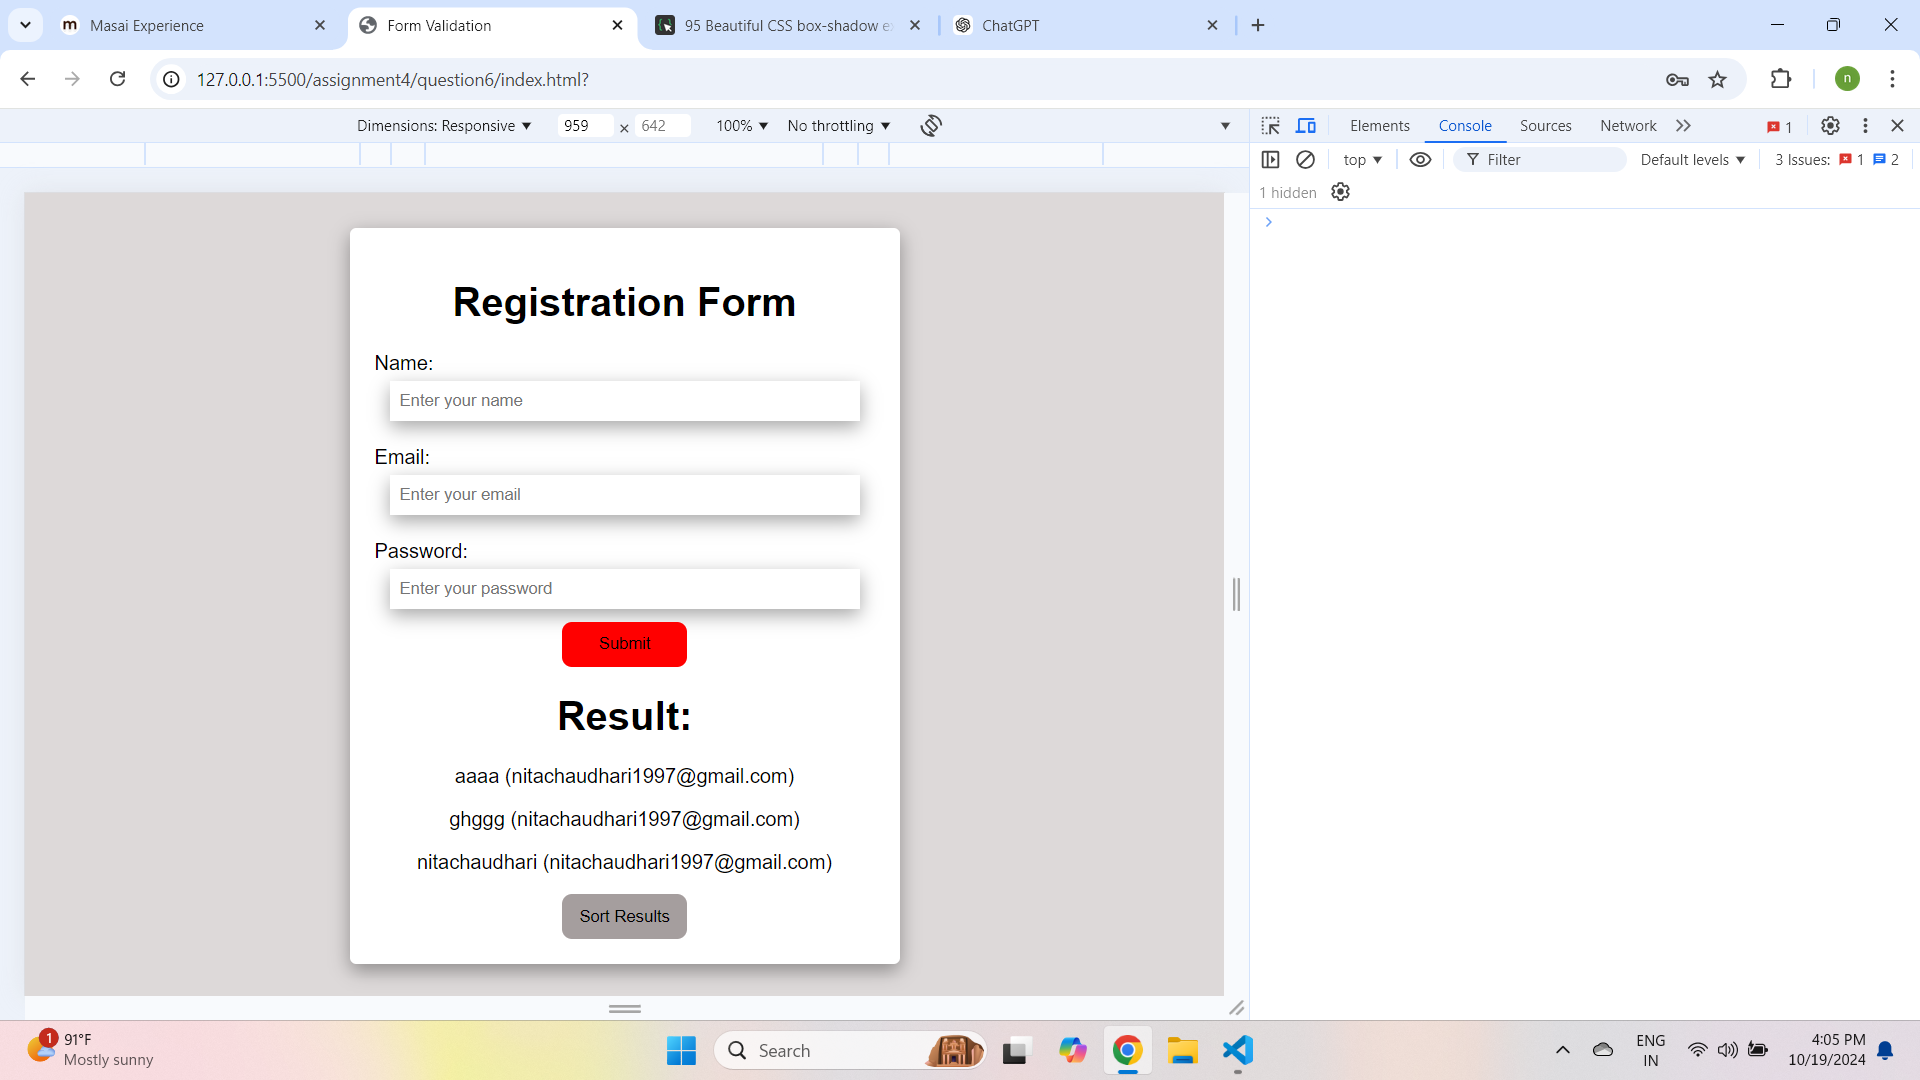 Masai Experience
Form Validation
95 Beautiful CSS box-shadow ex
ChatGPT
127.0.0.1:5500/assignment4/question6/index.html?
n
Dimensions: Responsive
959 × 642
100%
No throttling
Elements
Console
Sources
Network
1
top
Filter
Default levels
3 Issues: 1 2
1 hidden
Registration Form
Name:
Enter your name
Email:
Enter your email
Password:
Enter your password
Submit
Result:
aaaa (nitachaudhari1997@gmail.com)
ghggg (nitachaudhari1997@gmail.com)
nitachaudhari (nitachaudhari1997@gmail.com)
Sort Results
1
91°F
Mostly sunny
Search
ENG
IN
4:05 PM
10/19/2024